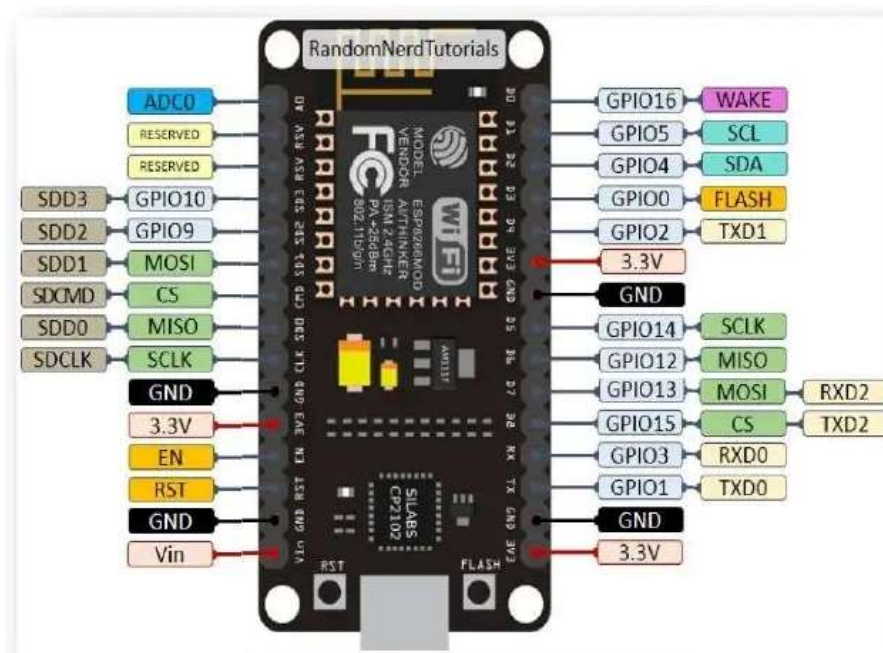 RandomNerdTutorials
ADC0 A0
RESERVED RSV
RESERVED RSV
SDD3 GPIO10 SD3
SDD2 GPIO9 SD2
SDD1 MOSI SD1
SDCMD CS CMD
SDD0 MISO SDO
SDCLK SCLK CLK
GND GND
3.3V 3V3
EN EN
RST RST
GND GND
Vin Vin
MODEL ESP8266MOD
VENDOR AI/THINKER
ISM 2.4GHz
PA +25dBm
802.11b/g/n
FC
WiFi
AM1117
SILABS
CP2102
RST
FLASH
D0 GPIO16 WAKE
D1 GPIO5 SCL
D2 GPIO4 SDA
D3 GPIO0 FLASH
D4 GPIO2 TXD1
3V3 3.3V
GND GND
D5 GPIO14 SCLK
D6 GPIO12 MISO
D7 GPIO13 MOSI RXD2
D8 GPIO15 CS TXD2
RX GPIO3 RXD0
TX GPIO1 TXD0
GND GND
3V3 3.3V